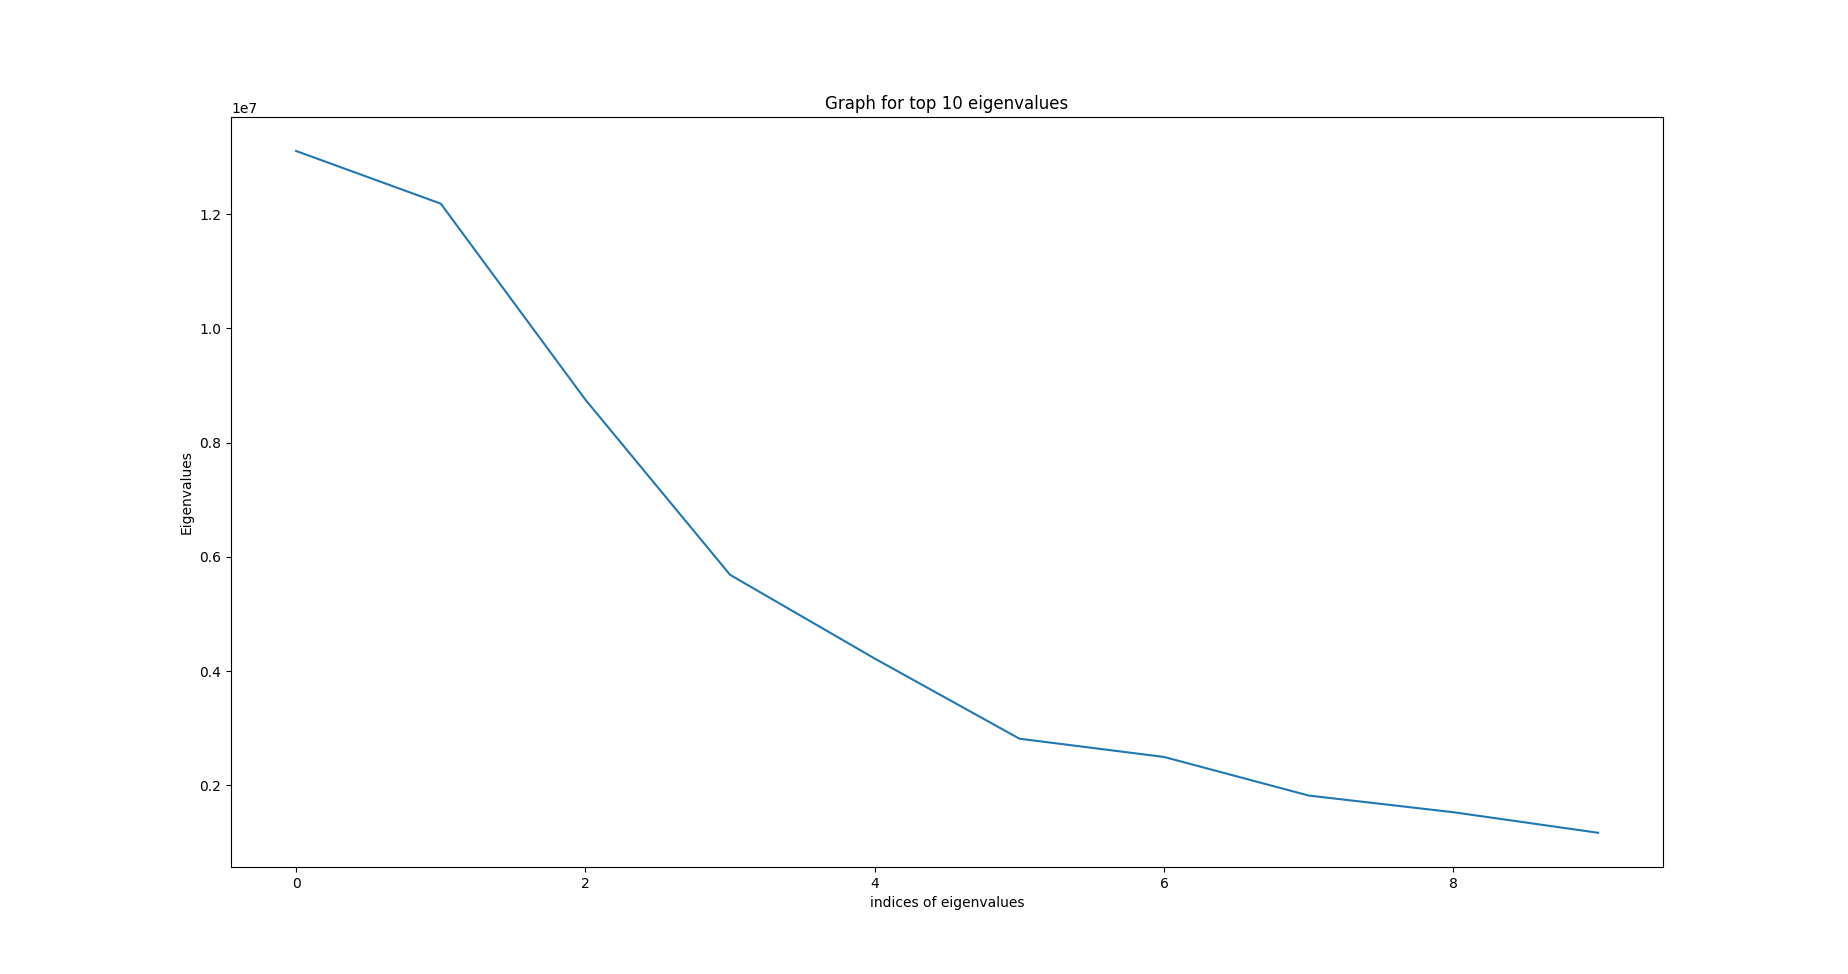 Graph for top 10 eigenvalues
1e7
1.2
1.0
0.8
0.6
0.4
0.2
Eigenvalues
0 2 4 6 8
indices of eigenvalues